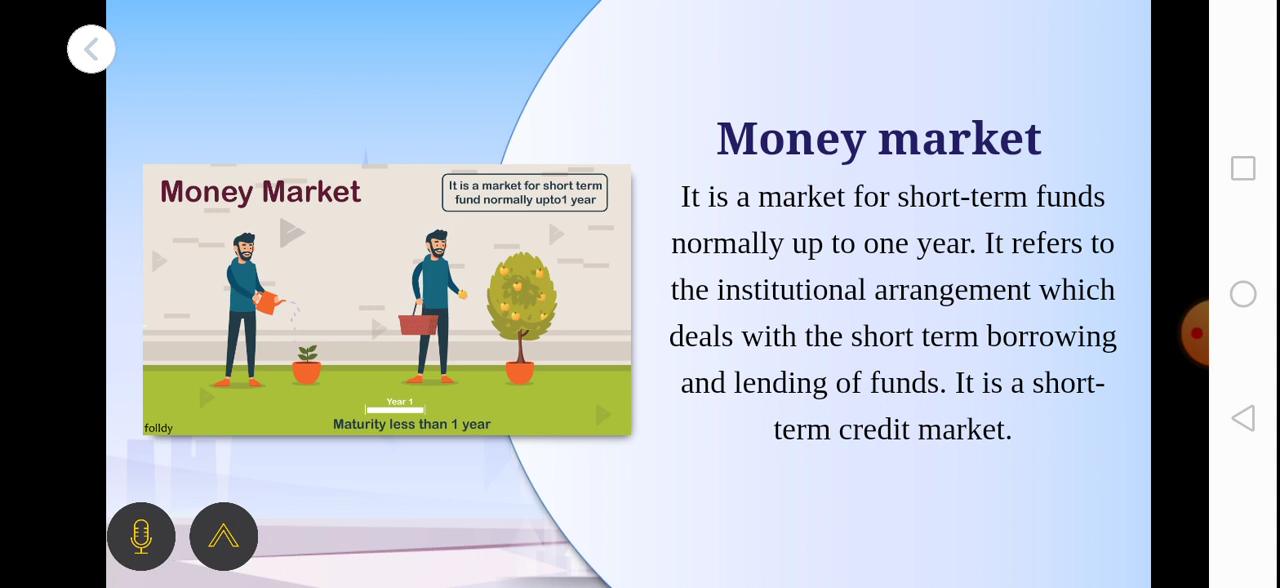 Money Market
It is a market for short term
fund normally upto1 year
Year 1
Maturity less than 1 year
folldy
Money market
It is a market for short-term funds
normally up to one year. It refers to
the institutional arrangement which
deals with the short term borrowing
and lending of funds. It is a short-
term credit market.